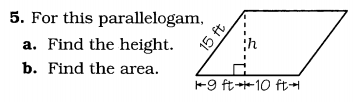 5. For this parallelogam,
a. Find the height.
b. Find the area.
15 ft
h
9 ft
10 ft